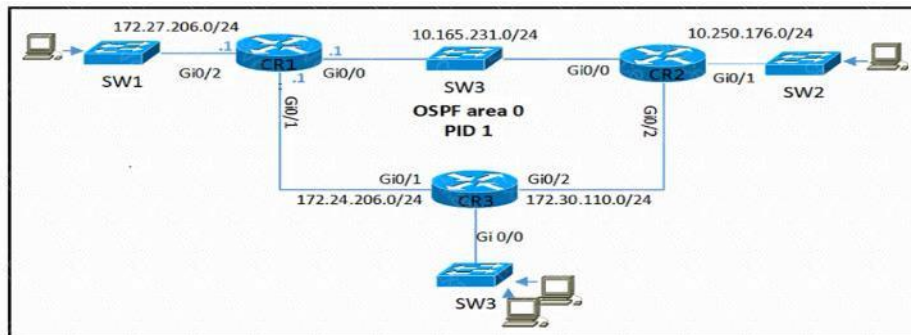 172.27.206.0/24
10.165.231.0/24
10.250.176.0/24
.1
.1
CR1
Gi0/2
Gi0/0
.1
SW1
SW3
Gi0/0
CR2
Gi0/1
SW2
OSPF area 0
PID 1
Gi0/1
Gi0/2
Gi0/1
Gi0/2
172.24.206.0/24
CR3
172.30.110.0/24
Gi 0/0
SW3